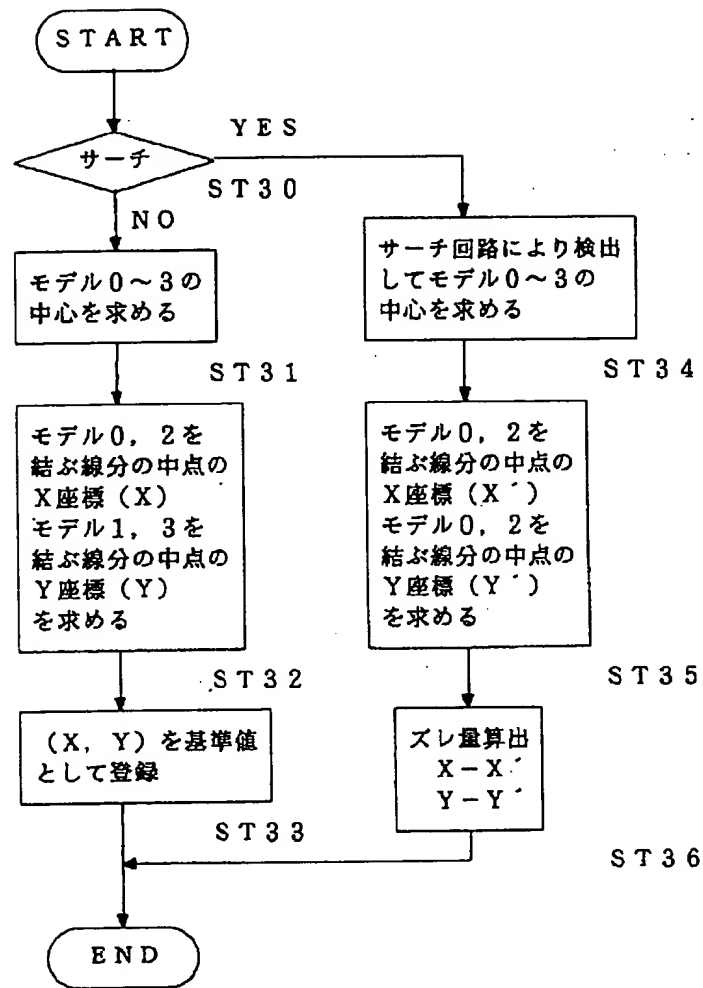 START
サーチ
YES
ST30
NO
モデル0~3の
中心を求める
ST31
モデル0,2を
結ぶ線分の中点の
X座標(X)
モデル1,3を
結ぶ線分の中点の
Y座標(Y)
を求める
ST32
(X,Y)を基準値
として登録
ST33
サーチ回路により検出
してモデル0~3の
中心を求める
ST34
モデル0,2を
結ぶ線分の中点の
X座標(X´)
モデル0,2を
結ぶ線分の中点の
Y座標(Y´)
を求める
ST35
ズレ量算出
X-X´
Y-Y´
ST36
END